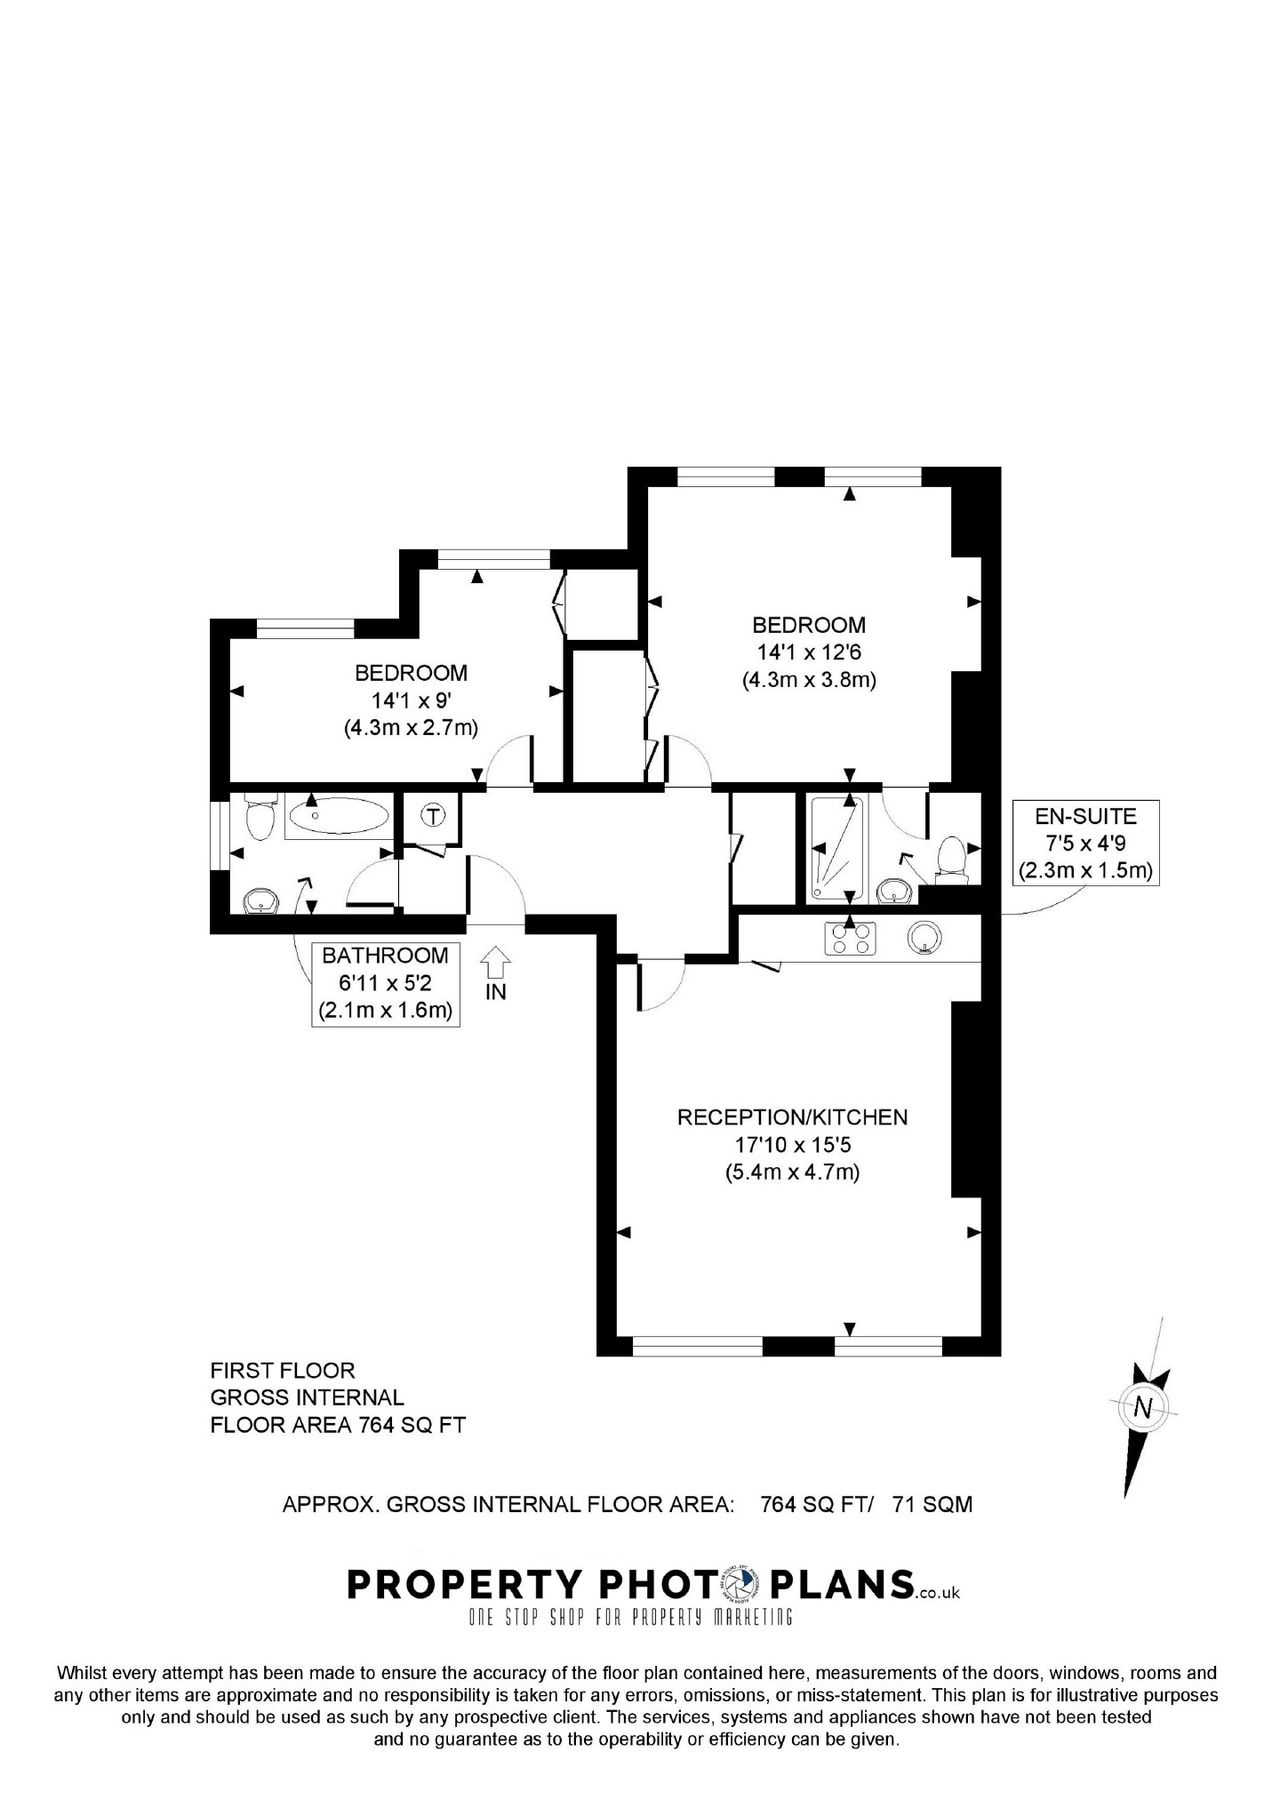 BEDROOM
14'1 x 12'6
(4.3m x 3.8m)
BEDROOM
14'1 x 9'
(4.3m x 2.7m)
T
EN-SUITE
7'5 x 4'9
(2.3m x 1.5m)
BATHROOM
6'11 x 5'2
(2.1m x 1.6m)
IN
RECEPTION/KITCHEN
17'10 x 15'5
(5.4m x 4.7m)
FIRST FLOOR
GROSS INTERNAL
FLOOR AREA 764 SQ FT
N
APPROX. GROSS INTERNAL FLOOR AREA: 764 SQ FT/ 71 SQM
PROPERTY PHOTO PLANS.co.uk
ONE STOP SHOP FOR PROPERTY MARKETING
Whilst every attempt has been made to ensure the accuracy of the floor plan contained here, measurements of the doors, windows, rooms and
any other items are approximate and no responsibility is taken for any errors, omissions, or miss-statement. This plan is for illustrative purposes
only and should be used as such by any prospective client. The services, systems and appliances shown have not been tested
and no guarantee as to the operability or efficiency can be given.